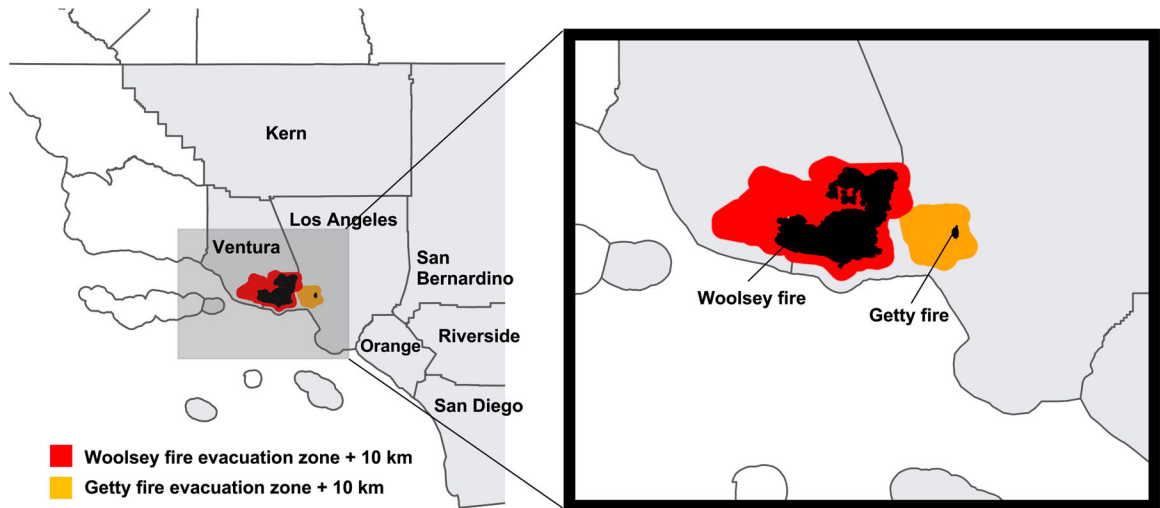 Kern
Los Angeles
Ventura
San
Bernardino
Riverside
Orange
San Diego
Woolsey fire evacuation zone + 10 km
Getty fire evacuation zone + 10 km
Woolsey fire
Getty fire